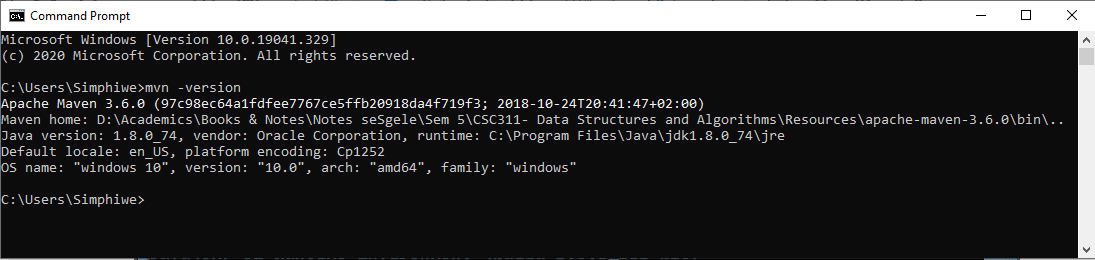 Command Prompt
Microsoft Windows [Version 10.0.19041.329]
(c) 2020 Microsoft Corporation. All rights reserved.
C:\Users\Simphiwe>mvn -version
Apache Maven 3.6.0 (97c98ec64a1fdfee7767ce5ffb20918da4f719f3; 2018-10-24T20:41:47+02:00)
Maven home: D:\Academics\Books & Notes\Notes seSgele\Sem 5\CSC311- Data Structures and Algorithms\Resources\apache-maven-3.6.0\bin\..
Java version: 1.8.0_74, vendor: Oracle Corporation, runtime: C:\Program Files\Java\jdk1.8.0_74\jre
Default locale: en_US, platform encoding: Cp1252
OS name: "windows 10", version: "10.0", arch: "amd64", family: "windows"
C:\Users\Simphiwe>